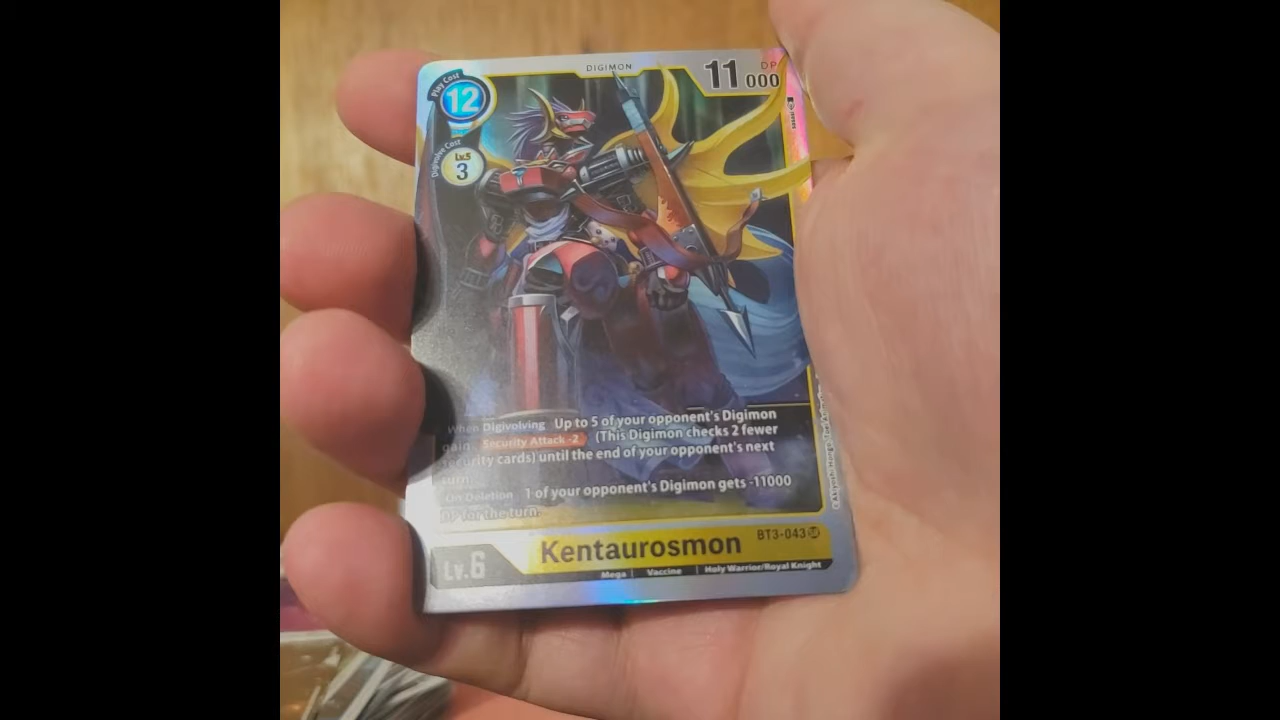 DIGIMON
Play Cost
12
DP
11000
Digivolve Cost
Lv.5
3
When Digivolving Up to 5 of your opponent's Digimon
gain Security Attack -2 (This Digimon checks 2 fewer
security cards) until the end of your opponent's next
turn.
On Deletion 1 of your opponent's Digimon gets -11000
DP for the turn.
BT3-043 SR
Kentaurosmon
Lv.6
Mega | Vaccine | Holy Warrior/Royal Knight